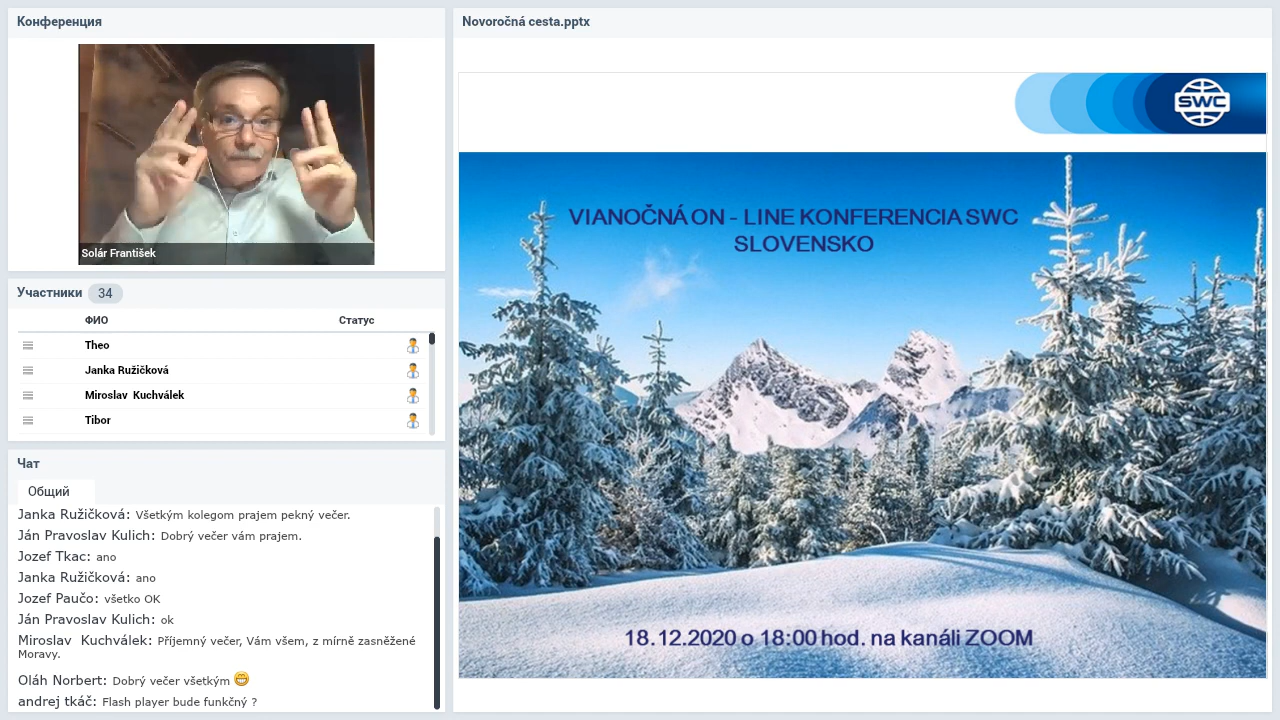 Конференция
Solár František
Участники 34
ФИО Статус
Theo
Janka Ružičková
Miroslav Kuchválek
Tibor
Чат
Общий
Janka Ružičková: Všetkým kolegom prajem pekný večer.
Ján Pravoslav Kulich: Dobrý večer vám prajem.
Jozef Tkac: ano
Janka Ružičková: ano
Jozef Paučo: všetko OK
Ján Pravoslav Kulich: ok
Miroslav Kuchválek: Příjemný večer, Vám všem, z mírně zasněžené
Moravy.
Oláh Norbert: Dobrý večer všetkým
andrej tkáč: Flash player bude funkčný ?
Novoročná cesta.pptx
SWC
VIANOČNÁ ON - LINE KONFERENCIA SWC
SLOVENSKO
18.12.2020 o 18:00 hod. na kanáli ZOOM